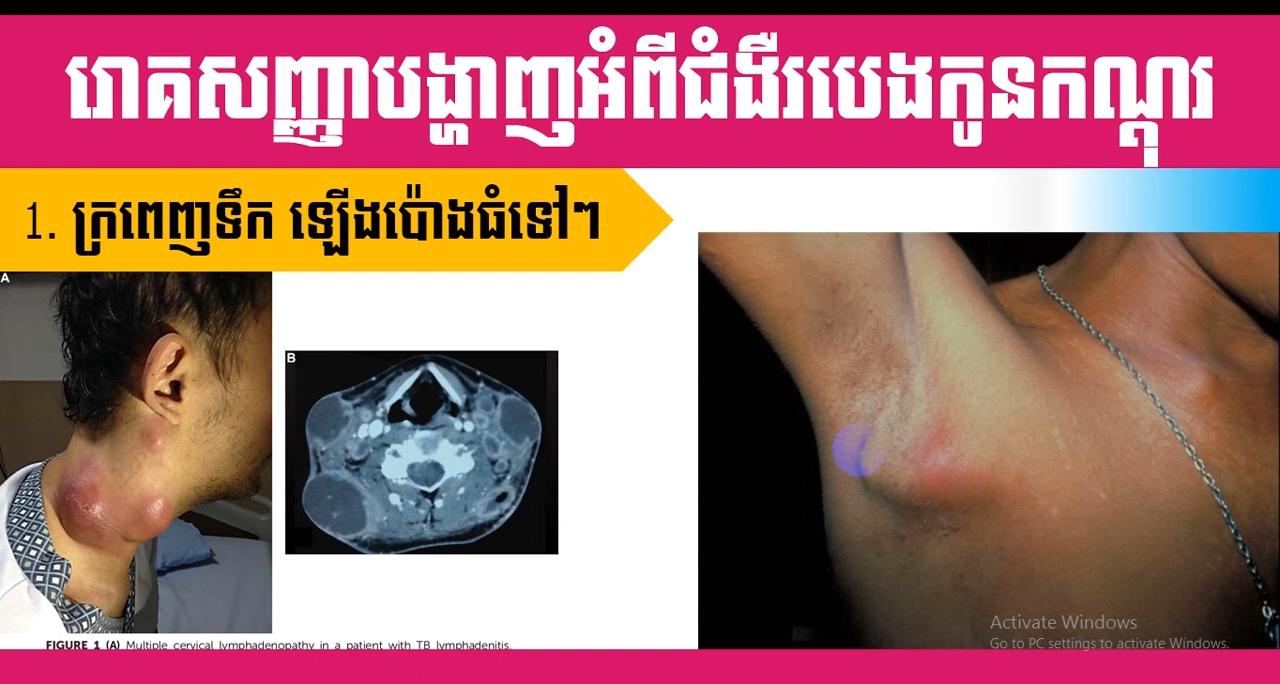 រោគសញ្ញាបង្ហាញអំពីជំងឺរបេងកូនកណ្តុរ
1. ក្រពេញទឹក ឡើងប៉ោងធំទៅៗ
A
B
FIGURE 1 (A) Multiple cervical lymphadenopathy in a patient with TB lymphadenitis.
Activate Windows
Go to PC settings to activate Windows.